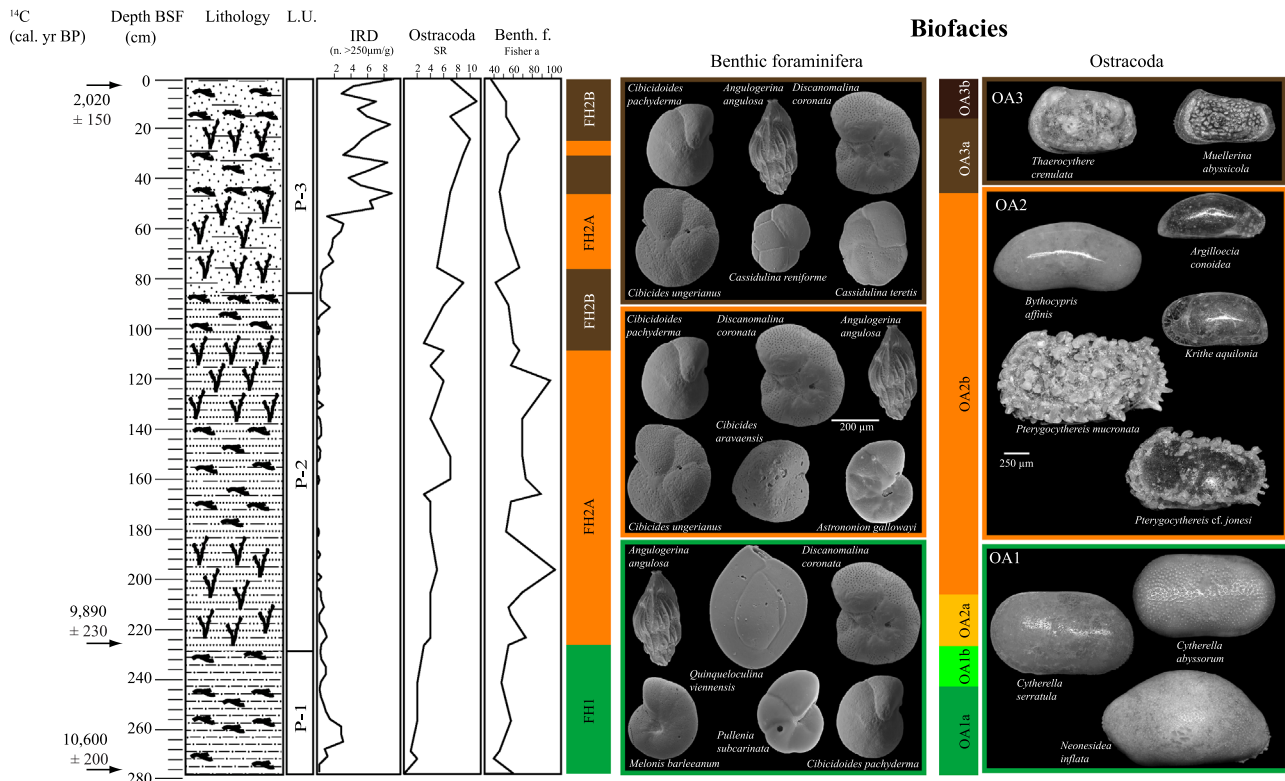 14C
(cal. yr BP)
Depth BSF
(cm)
Lithology
L.U.
IRD
(n. >250µm/g)
2 4 6 8
Ostracoda
SR
2 4 6 8 10
Benth. f.
Fisher a
40 60 80 100
Biofacies
Benthic foraminifera
Ostracoda
2,020
± 150
9,890
± 230
10,600
± 200
0
20
40
60
80
100
120
140
160
180
200
220
240
260
280
P-3
P-2
P-1
FH2B
FH2A
FH2B
FH2A
FH1
Cibicidoides
pachyderma
Angulogerina
angulosa
Discanomalina
coronata
Cibicides ungerianus
Cassidulina reniforme
Cassidulina teretis
Cibicidoides
pachyderma
Discanomalina
coronata
Angulogerina
angulosa
200 µm
Cibicides
aravaensis
Cibicides ungerianus
Astrononion gallowayi
Angulogerina
angulosa
Discanomalina
coronata
Quinqueloculina
viennensis
Pullenia
subcarinata
Melonis barleeanum
Cibicidoides pachyderma
OA3b
OA3a
OA2b
OA2a
OA1b
OA1a
OA3
Thaerocythere
crenulata
Muellerina
abyssicola
OA2
Argilloecia
conoidea
Bythocypris
affinis
Krithe aquilonia
Pterygocythereis mucronata
250 µm
Pterygocythereis cf. jonesi
OA1
Cytherella
abyssorum
Cytherella
serratula
Neonesidea
inflata